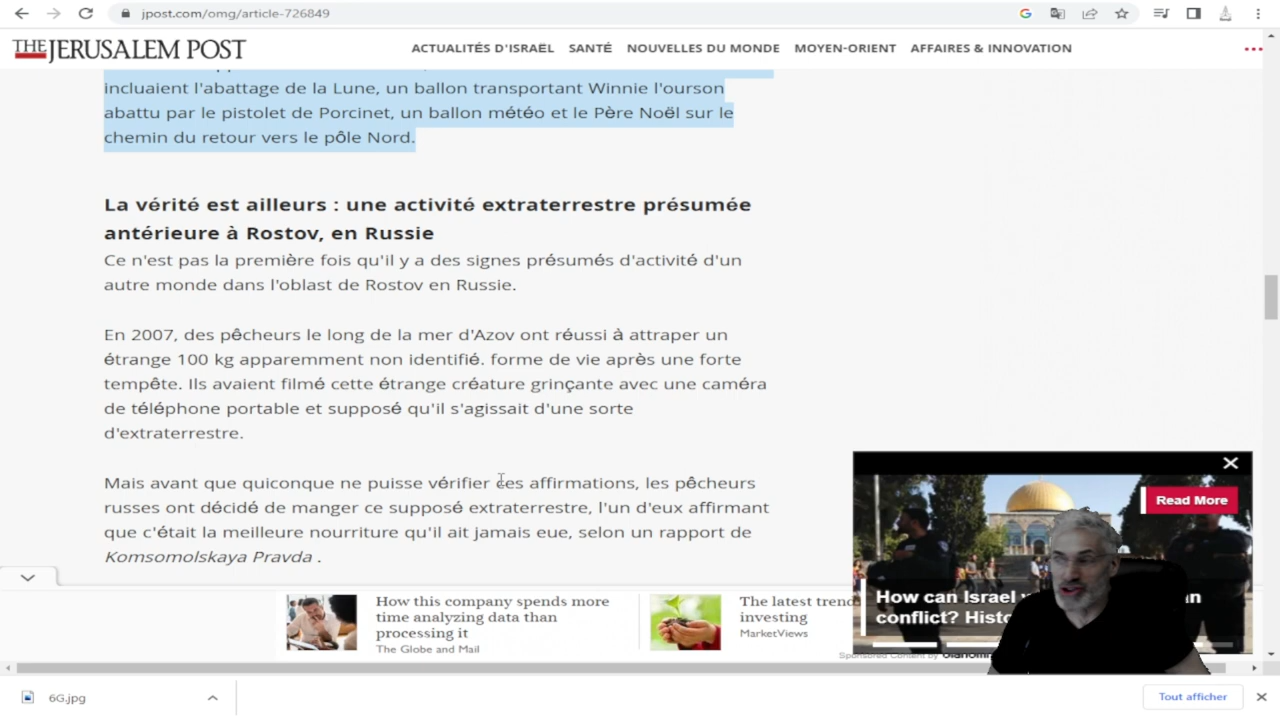 jpost.com/omg/article-726849
THE JERUSALEM POST
ACTUALITÉS D'ISRAËL SANTÉ NOUVELLES DU MONDE MOYEN-ORIENT AFFAIRES & INNOVATION
incluaient l'abattage de la Lune, un ballon transportant Winnie l'ourson
abattu par le pistolet de Porcinet, un ballon météo et le Père Noël sur le
chemin du retour vers le pôle Nord.
La vérité est ailleurs : une activité extraterrestre présumée
antérieure à Rostov, en Russie
Ce n'est pas la première fois qu'il y a des signes présumés d'activité d'un
autre monde dans l'oblast de Rostov en Russie.
En 2007, des pêcheurs le long de la mer d'Azov ont réussi à attraper un
étrange 100 kg apparemment non identifié. forme de vie après une forte
tempête. Ils avaient filmé cette étrange créature grinçante avec une caméra
de téléphone portable et supposé qu'il s'agissait d'une sorte
d'extraterrestre.
Mais avant que quiconque ne puisse vérifier ces affirmations, les pêcheurs
russes ont décidé de manger ce supposé extraterrestre, l'un d'eux affirmant
que c'était la meilleure nourriture qu'il ait jamais eue, selon un rapport de
Komsomolskaya Pravda .
Read More
How can Israel
conflict?
How this company spends more
time analyzing data than
processing it
The Globe and Mail
The latest
investing
MarketViews
Sponsored Content by
6G.jpg
Tout afficher